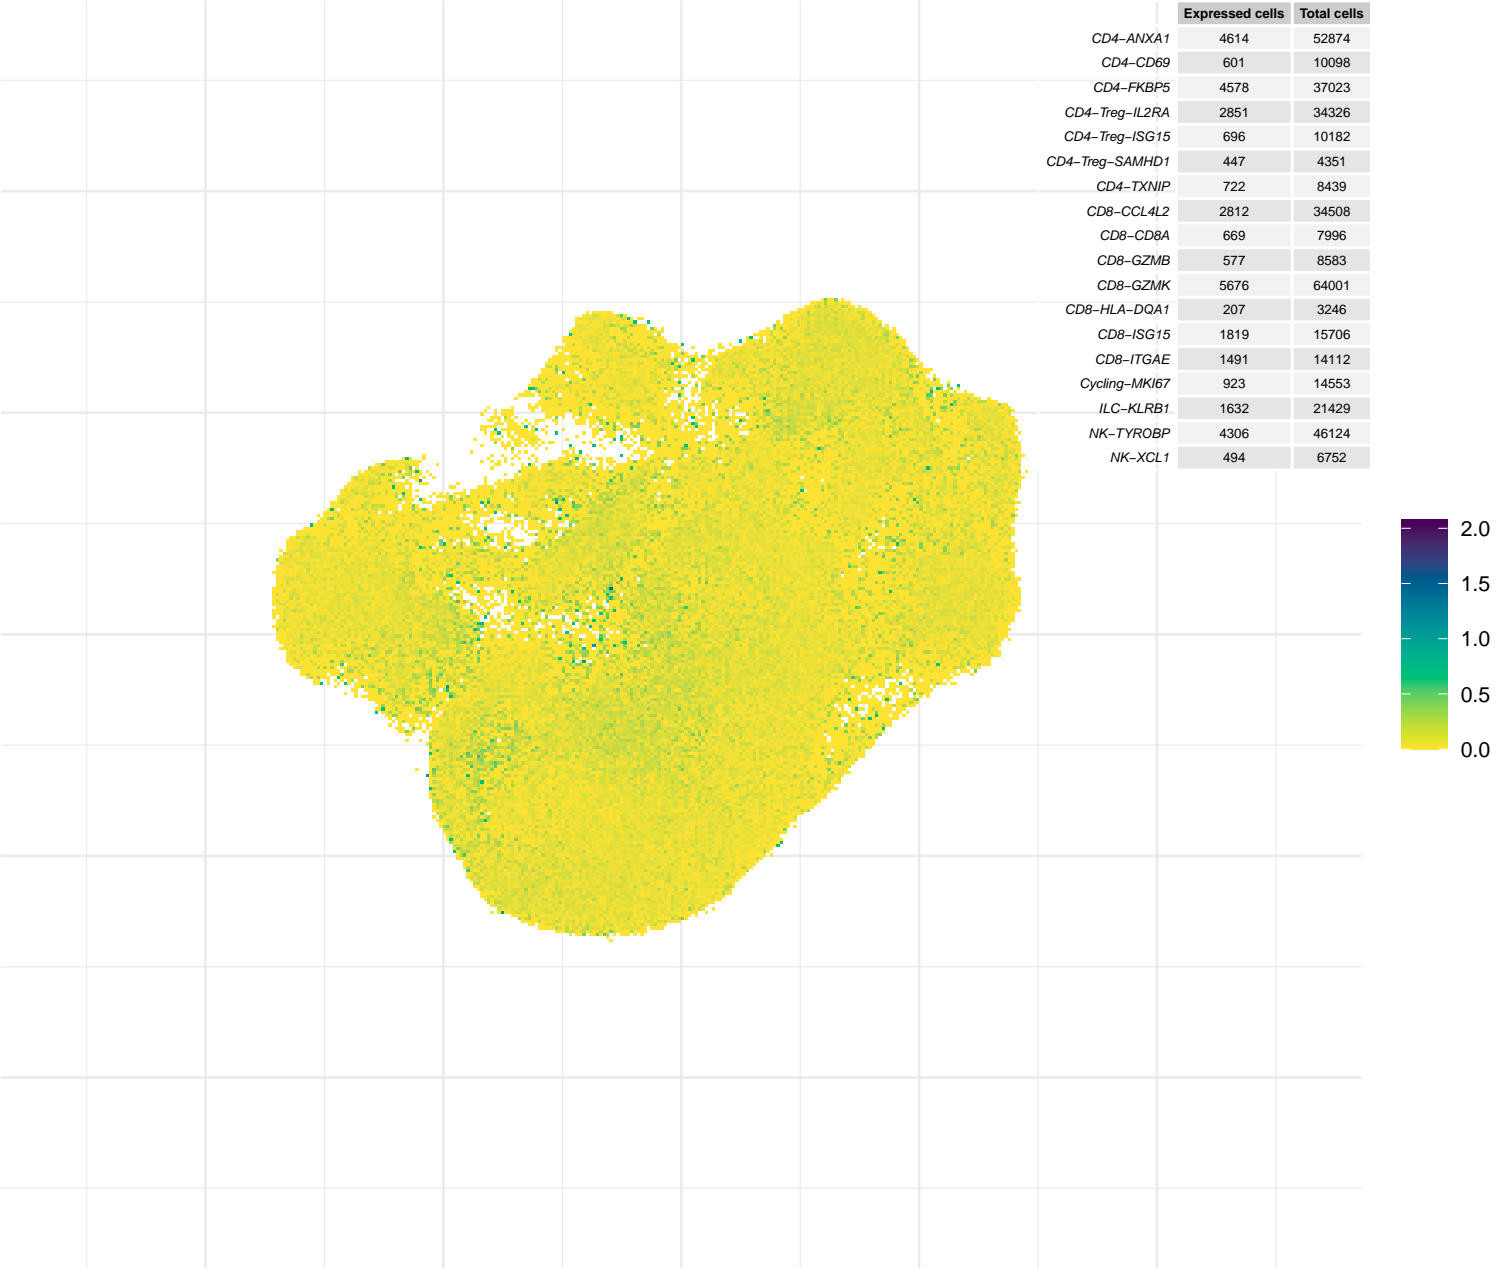 Expressed cells Total cells
CD4−ANXA1 4614 52874
CD4−CD69 601 10098
CD4−FKBP5 4578 37023
CD4−Treg−IL2RA 2851 34326
CD4−Treg−ISG15 696 10182
CD4−Treg−SAMHD1 447 4351
CD4−TXNIP 722 8439
CD8−CCL4L2 2812 34508
CD8−CD8A 669 7996
CD8−GZMB 577 8583
CD8−GZMK 5676 64001
CD8−HLA−DQA1 207 3246
CD8−ISG15 1819 15706
CD8−ITGAE 1491 14112
Cycling−MKI67 923 14553
ILC−KLRB1 1632 21429
NK−TYROBP 4306 46124
NK−XCL1 494 6752
2.0
1.5
1.0
0.5
0.0